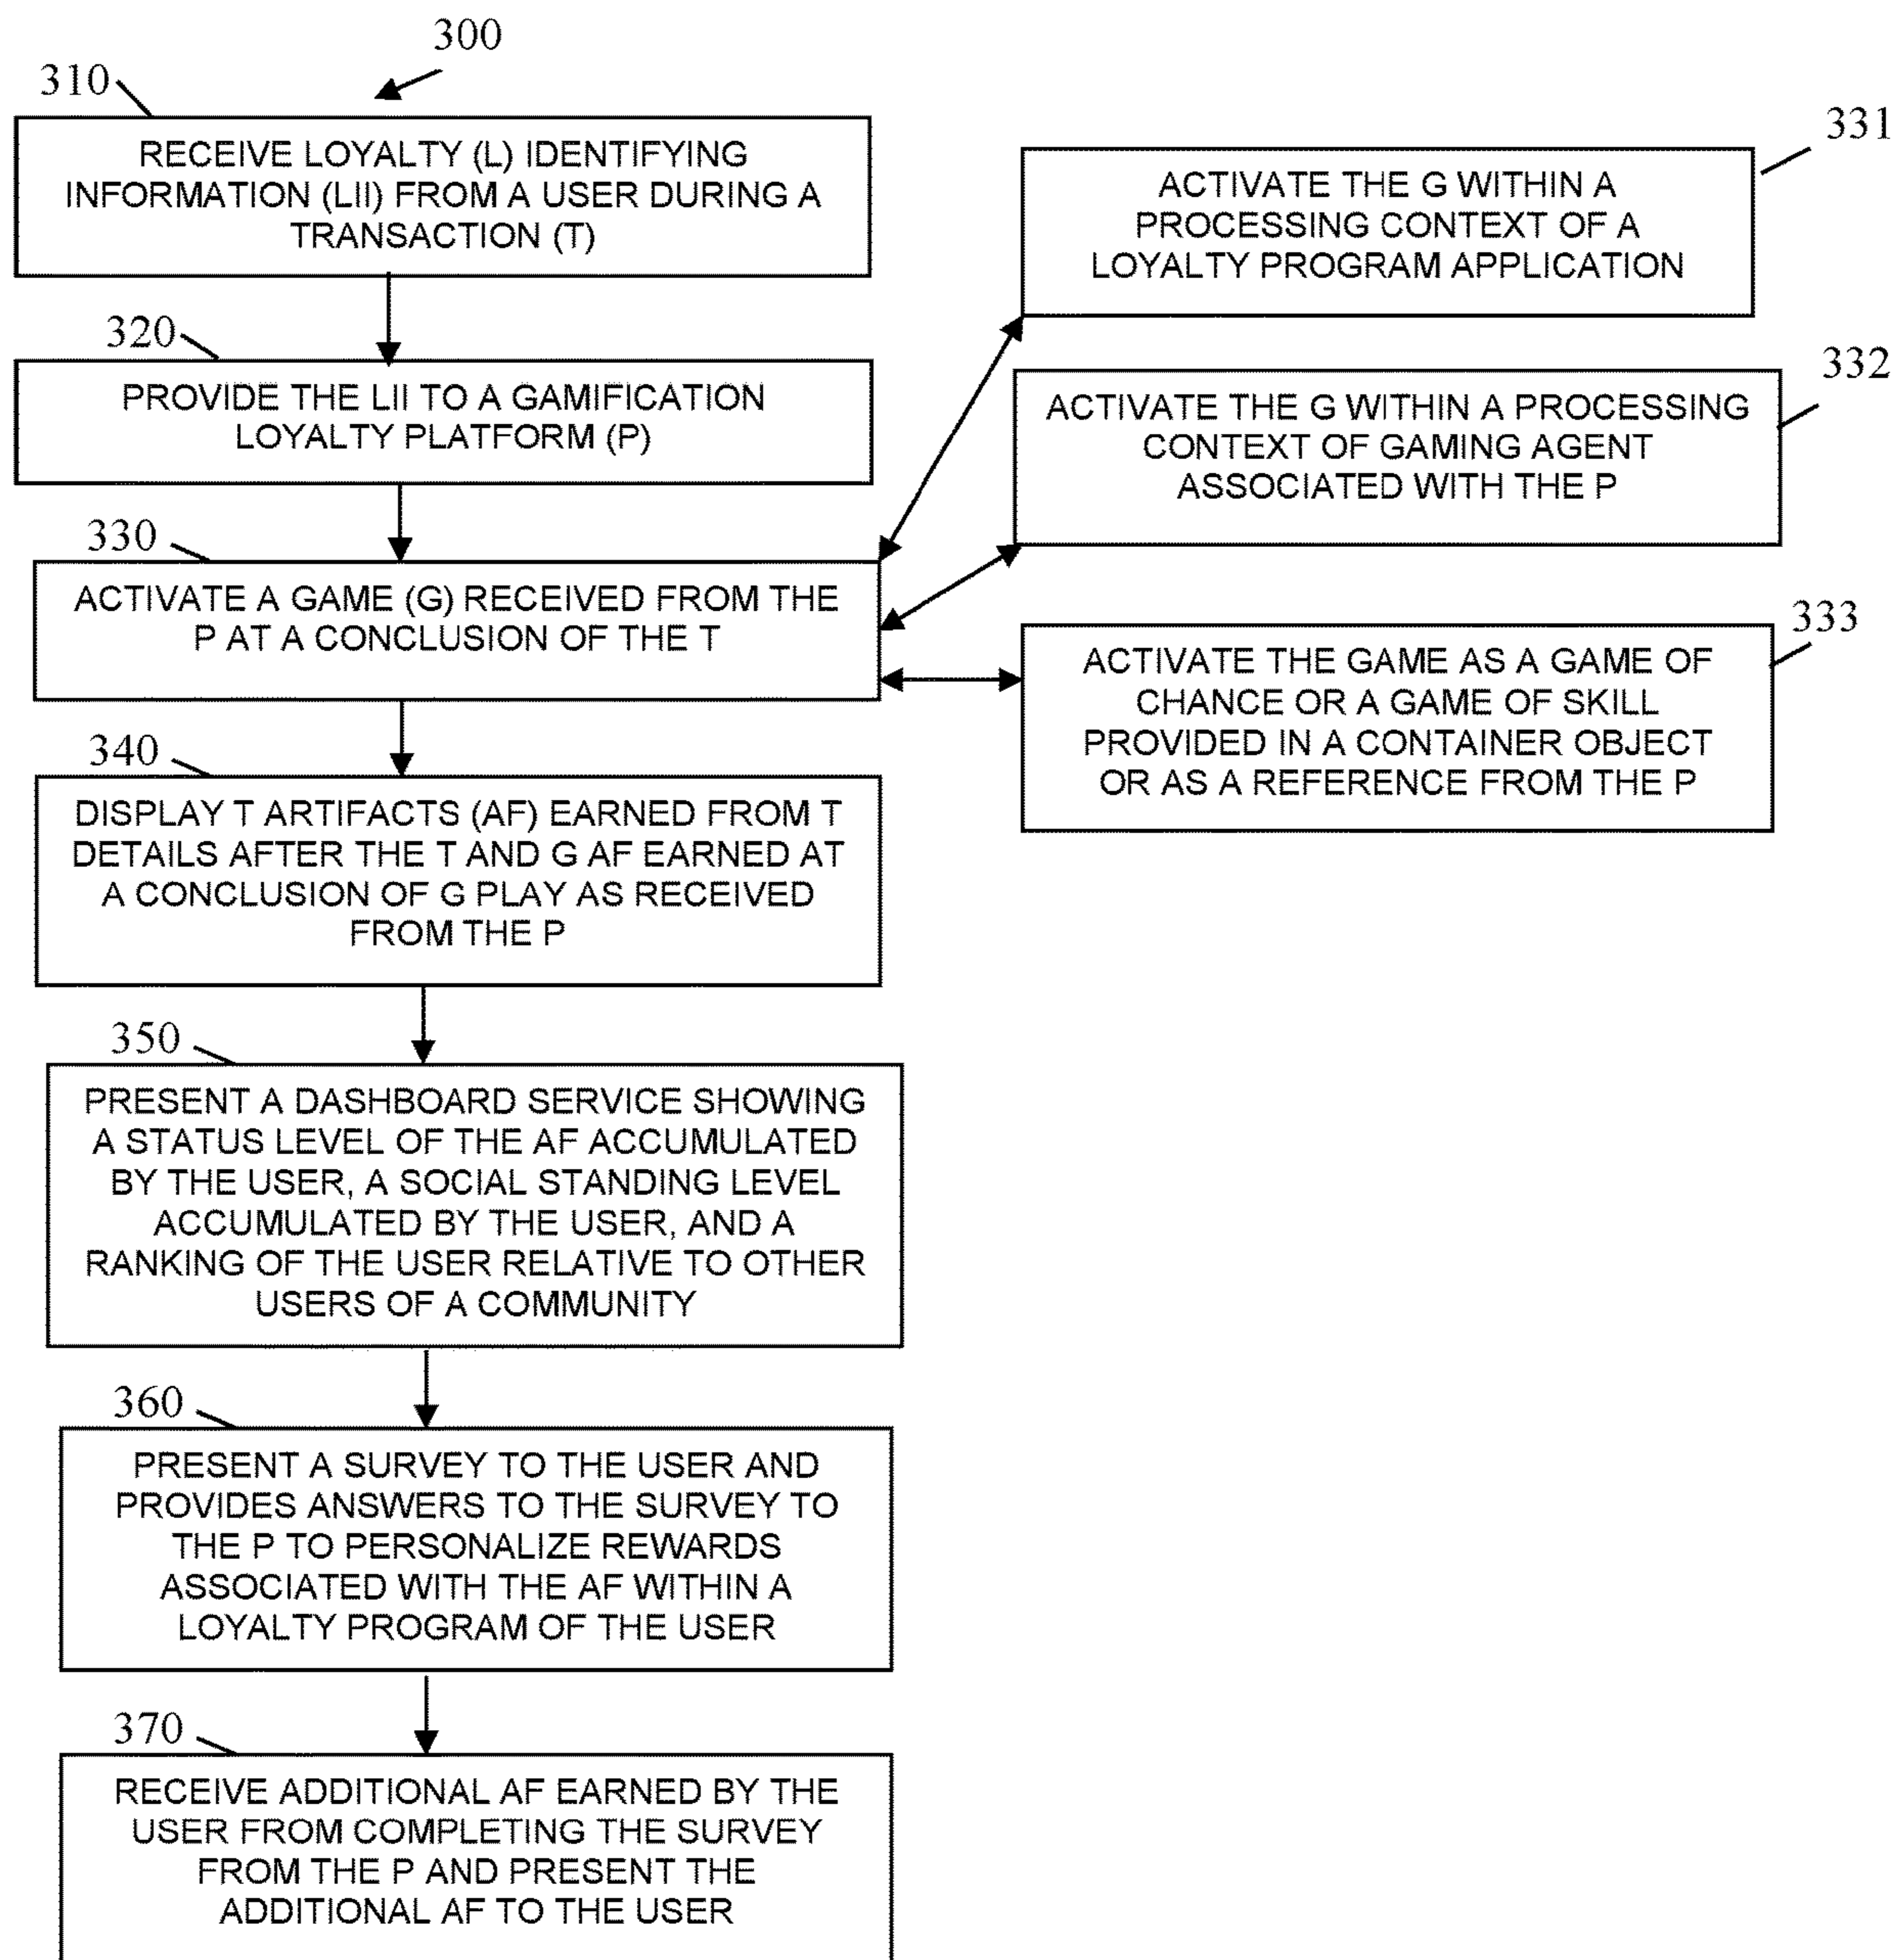 300
310
RECEIVE LOYALTY (L) IDENTIFYING
INFORMATION (LII) FROM A USER DURING A
TRANSACTION (T)
320
PROVIDE THE LII TO A GAMIFICATION
LOYALTY PLATFORM (P)
330
ACTIVATE A GAME (G) RECEIVED FROM THE
P AT A CONCLUSION OF THE T
331
ACTIVATE THE G WITHIN A
PROCESSING CONTEXT OF A
LOYALTY PROGRAM APPLICATION
332
ACTIVATE THE G WITHIN A PROCESSING
CONTEXT OF GAMING AGENT
ASSOCIATED WITH THE P
333
ACTIVATE THE GAME AS A GAME OF
CHANCE OR A GAME OF SKILL
PROVIDED IN A CONTAINER OBJECT
OR AS A REFERENCE FROM THE P
340
DISPLAY T ARTIFACTS (AF) EARNED FROM T
DETAILS AFTER THE T AND G AF EARNED AT
A CONCLUSION OF G PLAY AS RECEIVED
FROM THE P
350
PRESENT A DASHBOARD SERVICE SHOWING
A STATUS LEVEL OF THE AF ACCUMULATED
BY THE USER, A SOCIAL STANDING LEVEL
ACCUMULATED BY THE USER, AND A
RANKING OF THE USER RELATIVE TO OTHER
USERS OF A COMMUNITY
360
PRESENT A SURVEY TO THE USER AND
PROVIDES ANSWERS TO THE SURVEY TO
THE P TO PERSONALIZE REWARDS
ASSOCIATED WITH THE AF WITHIN A
LOYALTY PROGRAM OF THE USER
370
RECEIVE ADDITIONAL AF EARNED BY THE
USER FROM COMPLETING THE SURVEY
FROM THE P AND PRESENT THE
ADDITIONAL AF TO THE USER